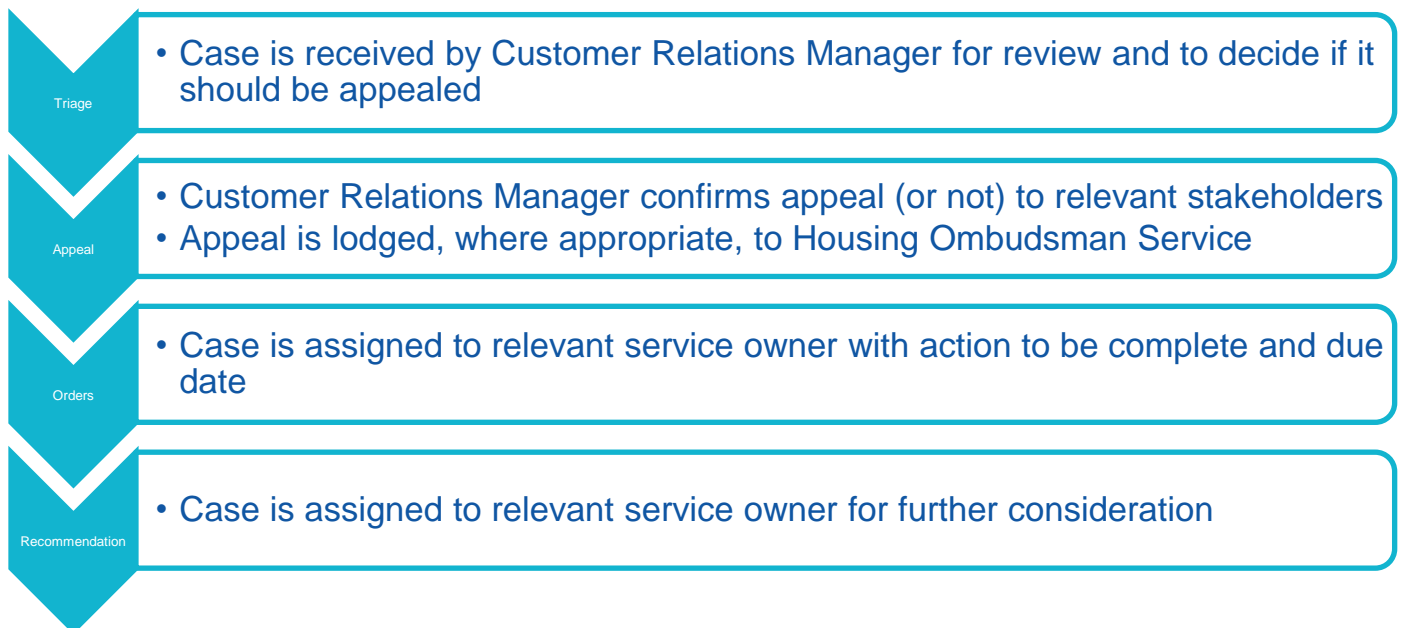 Triage
• Case is received by Customer Relations Manager for review and to decide if it
should be appealed
Appeal
• Customer Relations Manager confirms appeal (or not) to relevant stakeholders
• Appeal is lodged, where appropriate, to Housing Ombudsman Service
Orders
• Case is assigned to relevant service owner with action to be complete and due
date
Recommendation
• Case is assigned to relevant service owner for further consideration